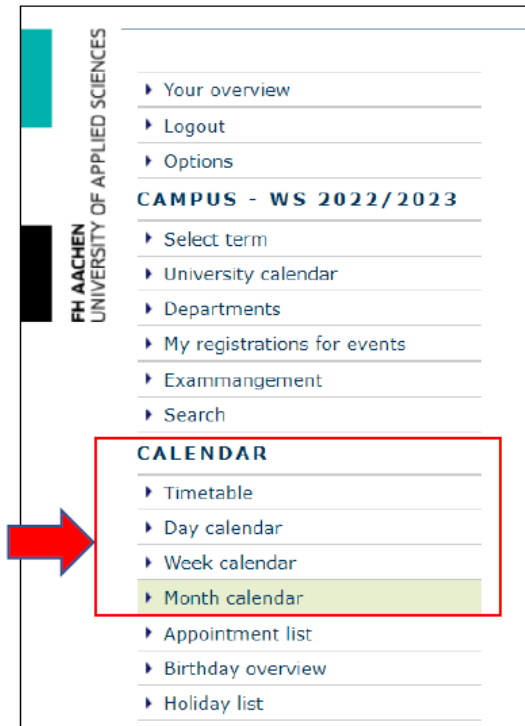 FH AACHEN
UNIVERSITY OF APPLIED SCIENCES
Your overview
Logout
Options
CAMPUS - WS 2022/2023
Select term
University calendar
Departments
My registrations for events
Exammangement
Search
CALENDAR
Timetable
Day calendar
Week calendar
Month calendar
Appointment list
Birthday overview
Holiday list